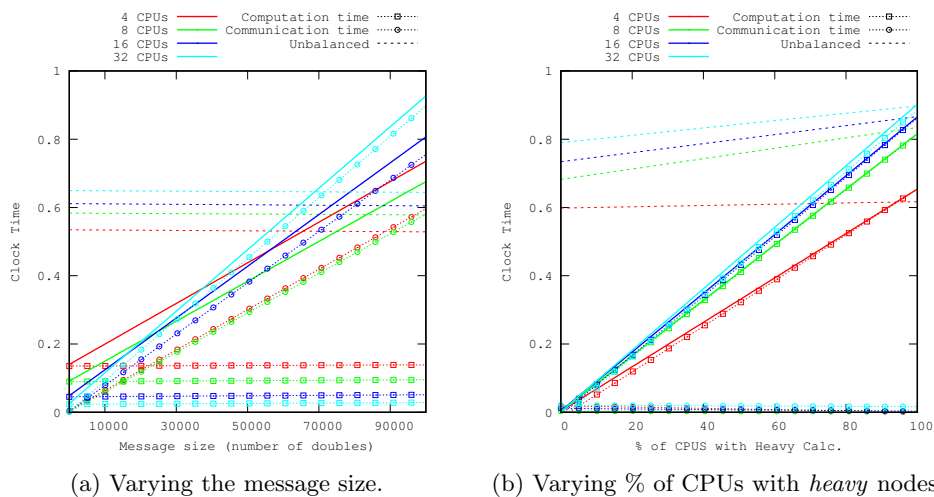 4 CPUs
8 CPUs
16 CPUs
32 CPUs
Computation time
Communication time
Unbalanced
1
0.8
0.6
0.4
0.2
0
Clock Time
10000 30000 50000 70000 90000
Message size (number of doubles)
(a) Varying the message size.
4 CPUs
8 CPUs
16 CPUs
32 CPUs
Computation time
Communication time
Unbalanced
1
0.8
0.6
0.4
0.2
0
Clock Time
0 20 40 60 80 100
% of CPUS with Heavy Calc.
(b) Varying % of CPUs with heavy nodes